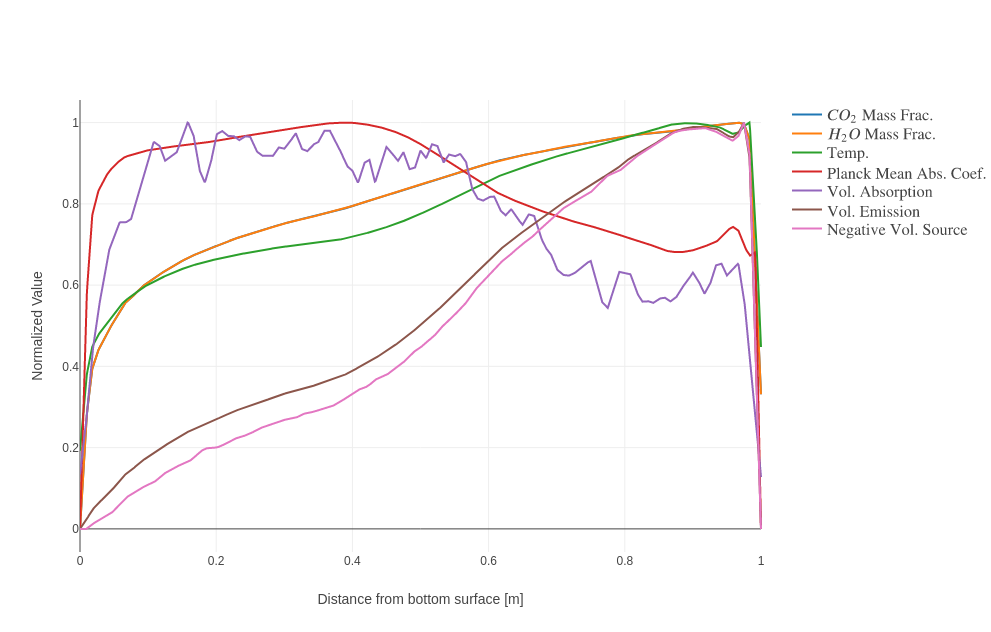 1
0.8
0.6
0.4
0.2
0
0
0.2
0.4
0.6
0.8
1
Normalized Value
Distance from bottom surface [m]
CO₂ Mass Frac.
H₂O Mass Frac.
Temp.
Planck Mean Abs. Coef.
Vol. Absorption
Vol. Emission
Negative Vol. Source